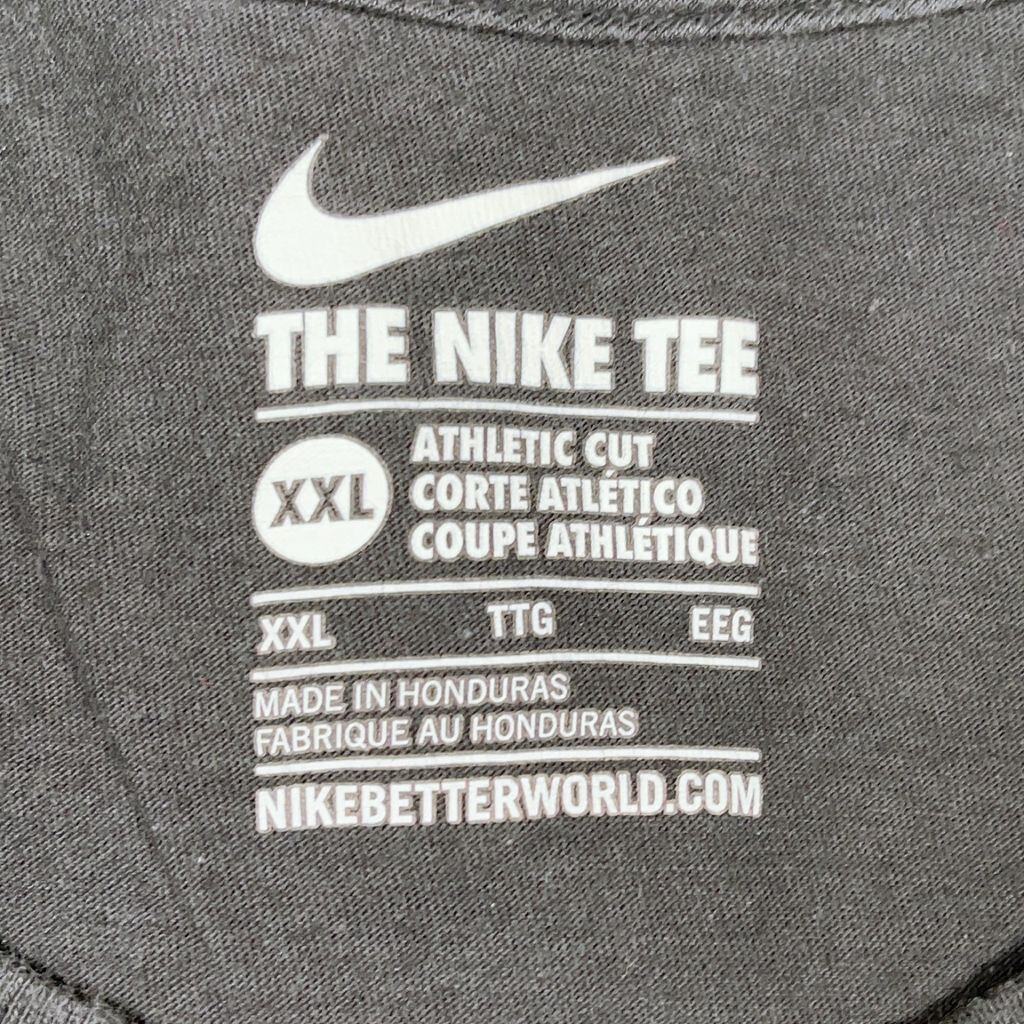 THE NIKE TEE
XXL
ATHLETIC CUT
CORTE ATLÉTICO
COUPE ATHLÉTIQUE
XXL TTG EEG
MADE IN HONDURAS
FABRIQUE AU HONDURAS
NIKEBETTERWORLD.COM